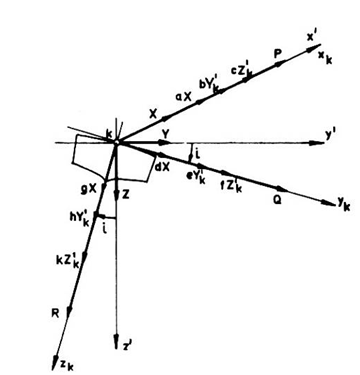 x'
x_k
P
cZ'_k
bY'_k
aX
X
k
Y
y'
i
dX
eY'_k
fZ'_k
Q
y_k
gX
Z
hY'_k
i
kZ'_k
R
z'
z_k